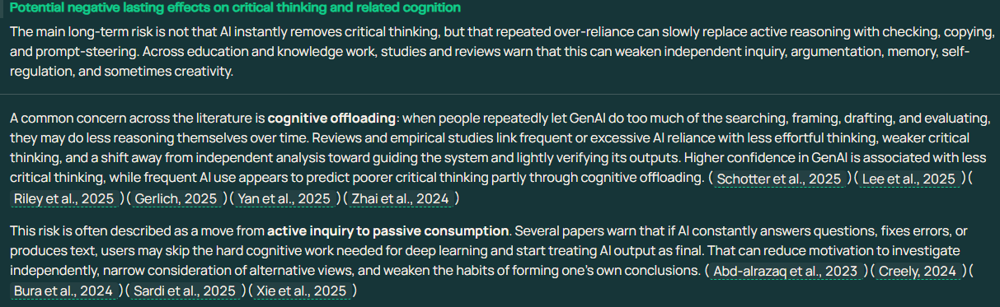 Potential negative lasting effects on critical thinking and related cognition
The main long-term risk is not that AI instantly removes critical thinking, but that repeated over-reliance can slowly replace active reasoning with checking, copying,
and prompt-steering. Across education and knowledge work, studies and reviews warn that this can weaken independent inquiry, argumentation, memory, self-
regulation, and sometimes creativity.
A common concern across the literature is cognitive offloading: when people repeatedly let GenAI do too much of the searching, framing, drafting, and evaluating,
they may do less reasoning themselves over time. Reviews and empirical studies link frequent or excessive AI reliance with less effortful thinking, weaker critical
thinking, and a shift away from independent analysis toward guiding the system and lightly verifying its outputs. Higher confidence in GenAI is associated with less
critical thinking, while frequent AI use appears to predict poorer critical thinking partly through cognitive offloading. ( Schotter et al., 2025 )( Lee et al., 2025 )(
Riley et al., 2025 )( Gerlich, 2025 )( Yan et al., 2025 )( Zhai et al., 2024 )
This risk is often described as a move from active inquiry to passive consumption. Several papers warn that if AI constantly answers questions, fixes errors, or
produces text, users may skip the hard cognitive work needed for deep learning and start treating AI output as final. That can reduce motivation to investigate
independently, narrow consideration of alternative views, and weaken the habits of forming one's own conclusions. ( Abd-alrazaq et al., 2023 )( Creely, 2024 )(
Bura et al., 2024 )( Sardi et al., 2025 )( Xie et al., 2025 )